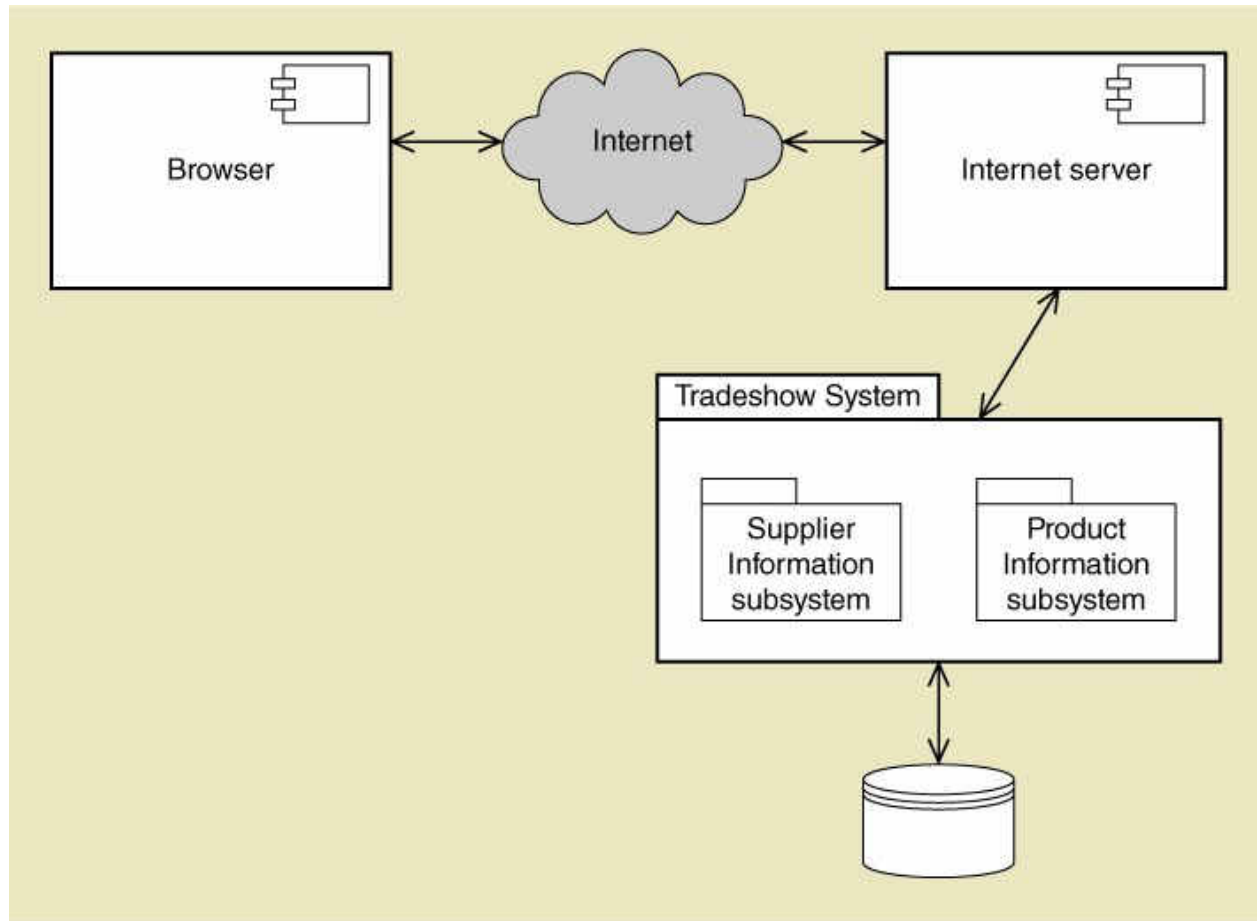 Browser
Internet
Internet server
Tradeshow System
Supplier
Information
subsystem
Product
Information
subsystem